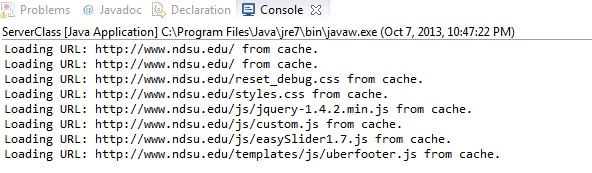 Problems @ Javadoc Declaration Console
ServerClass [Java Application] C:\Program Files\Java\jre7\bin\javaw.exe (Oct 7, 2013, 10:47:22 PM)
Loading URL: http://www.ndsu.edu/ from cache.
Loading URL: http://www.ndsu.edu/ from cache.
Loading URL: http://www.ndsu.edu/reset_debug.css from cache.
Loading URL: http://www.ndsu.edu/styles.css from cache.
Loading URL: http://www.ndsu.edu/js/jquery-1.4.2.min.js from cache.
Loading URL: http://www.ndsu.edu/js/custom.js from cache.
Loading URL: http://www.ndsu.edu/js/easySlider1.7.js from cache.
Loading URL: http://www.ndsu.edu/templates/js/uberfooter.js from cache.